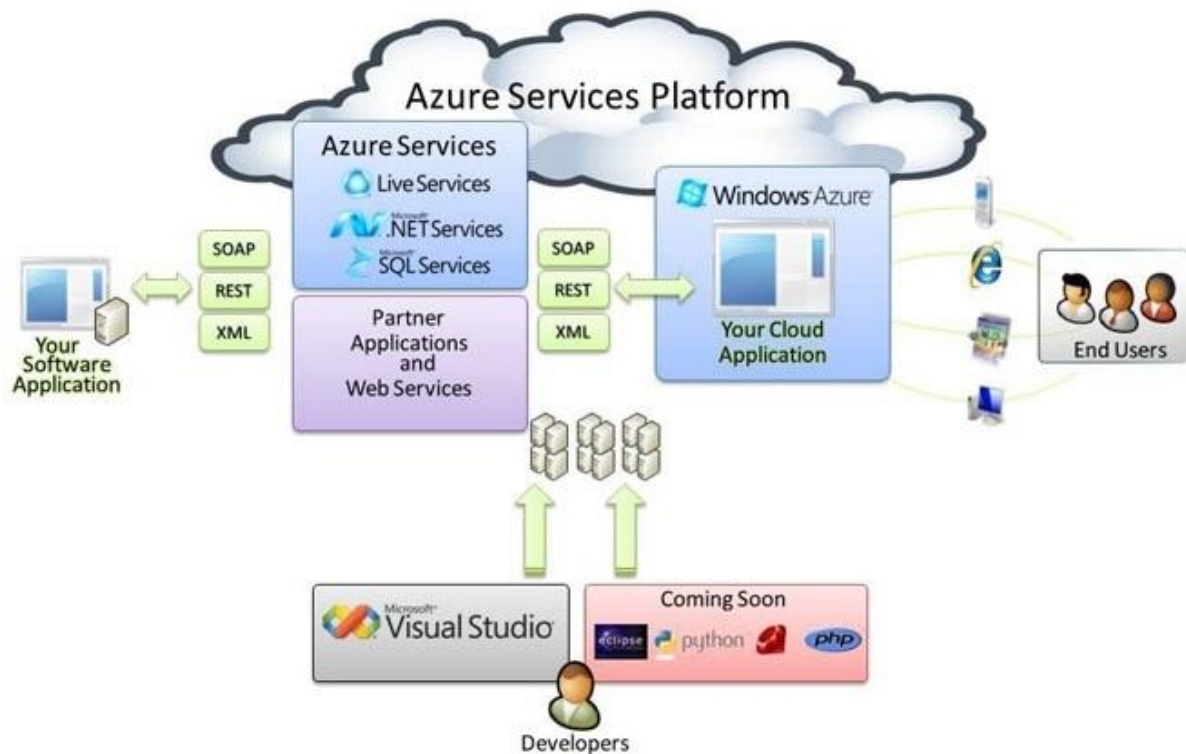 Azure Services Platform
Azure Services
Live Services
Microsoft
.NET Services
Microsoft
SQL Services
Windows Azure
SOAP
REST
XML
SOAP
REST
XML
Your
Software
Application
Partner
Applications
and
Web Services
Your Cloud
Application
End Users
Microsoft
Visual Studio
Coming Soon
eclipse
python
php
Developers